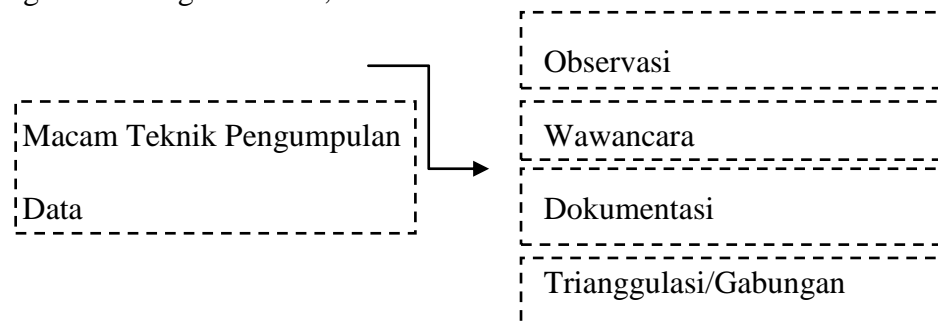 Macam Teknik Pengumpulan
Data
Observasi
Wawancara
Dokumentasi
Trianggulasi/Gabungan